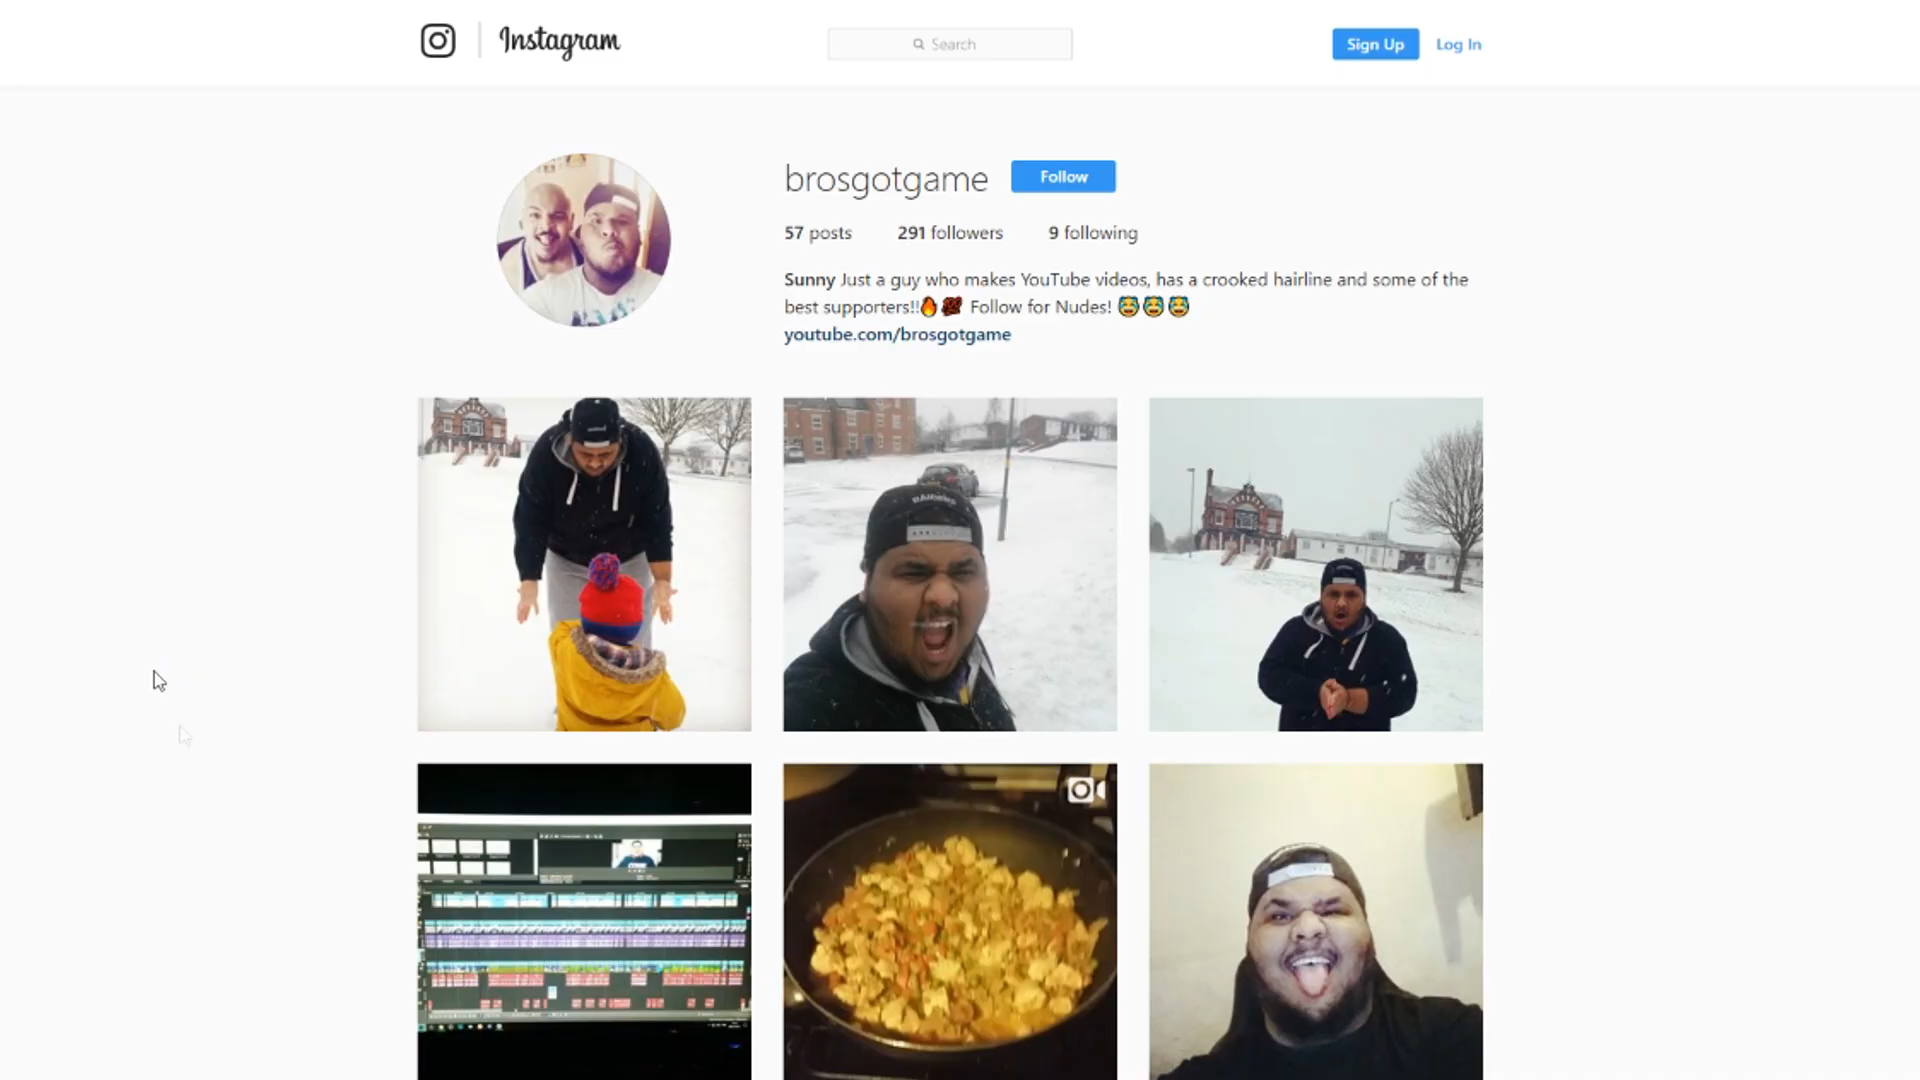 Instagram
Search
Sign Up
Log In
brosgotgame
Follow
57 posts
291 followers
9 following
Sunny Just a guy who makes YouTube videos, has a crooked hairline and some of the
best supporters!!🔥💯 Follow for Nudes!
youtube.com/brosgotgame